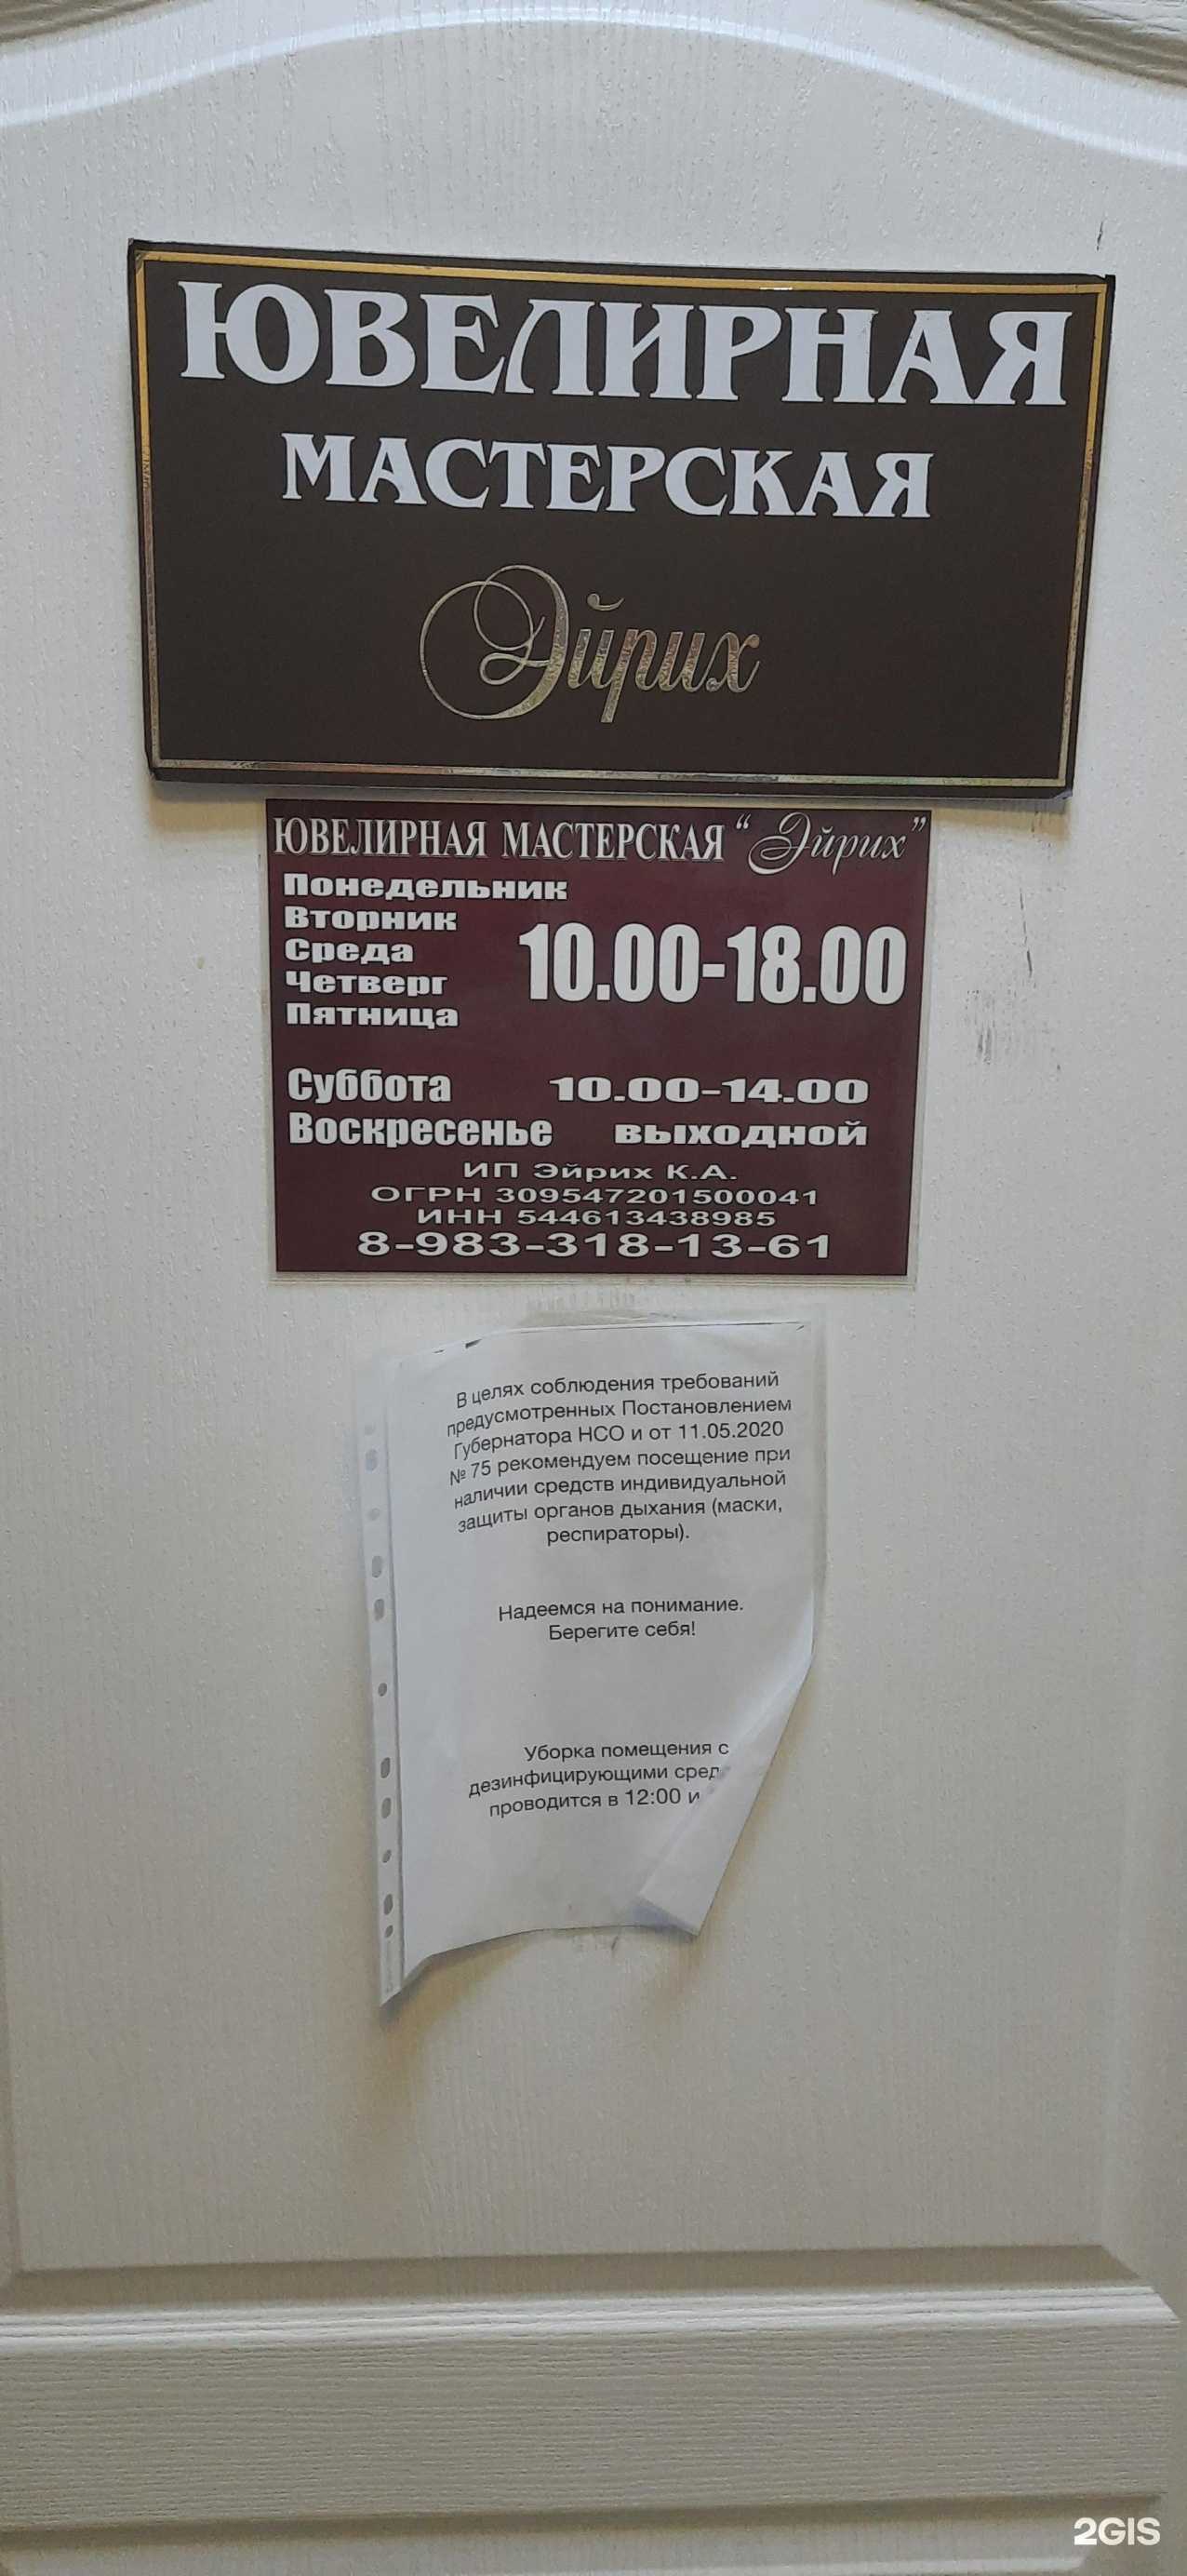 ЮВЕЛИРНАЯ
МАСТЕРСКАЯ
Эйрих
ЮВЕЛИРНАЯ МАСТЕРСКАЯ "Эйрих"
Понедельник
Вторник
Среда
Четверг
Пятница
10.00-18.00
Суббота 10.00-14.00
Воскресенье выходной
ИП Эйрих К.А.
ОГРН 309547201500041
ИНН 544613438985
8-983-318-13-61
В целях соблюдения требований
предусмотренных Постановлением
Губернатора НСО и от 11.05.2020
№ 75 рекомендуем посещение при
наличии средств индивидуальной
защиты органов дыхания (маски,
респираторы).
Надеемся на понимание.
Берегите себя!
Уборка помещения с
дезинфицирующими
проводится в 12:00 и
2GIS